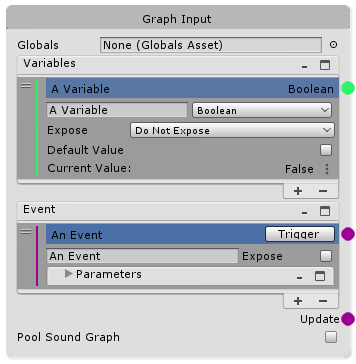 Graph Input
Globals None (Globals Asset)
Variables
A Variable Boolean
A Variable Boolean
Expose Do Not Expose
Default Value
Current Value: False
Event
An Event Trigger
An Event Expose
Parameters
Update
Pool Sound Graph